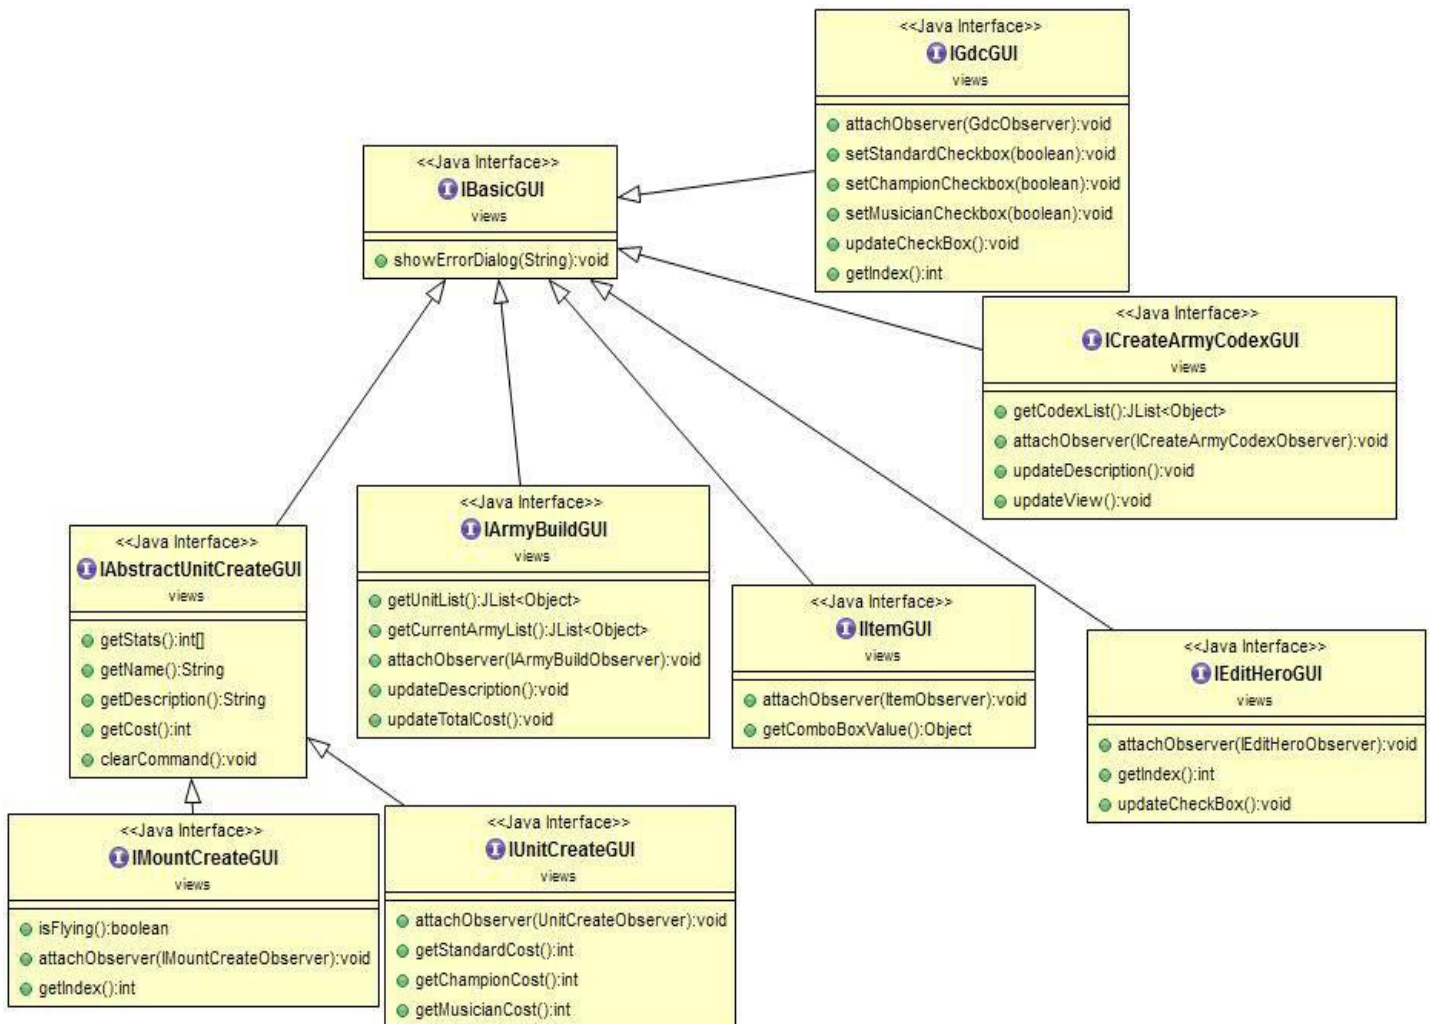 <<Java Interface>>
IGdcGUI
views
attachObserver(GdcObserver):void
setStandardCheckbox(boolean):void
setChampionCheckbox(boolean):void
setMusicianCheckbox(boolean):void
updateCheckBox():void
getIndex():int
<<Java Interface>>
IBasicGUI
views
showErrorDialog(String):void
<<Java Interface>>
ICreateArmyCodexGUI
views
getCodexList():JList<Object>
attachObserver(ICreateArmyCodexObserver):void
updateDescription():void
updateView():void
<<Java Interface>>
IAbstractUnitCreateGUI
views
getStats():int[]
getName():String
getDescription():String
getCost():int
clearCommand():void
<<Java Interface>>
IArmyBuildGUI
views
getUnitList():JList<Object>
getCurrentArmyList():JList<Object>
attachObserver(IArmyBuildObserver):void
updateDescription():void
updateTotalCost():void
<<Java Interface>>
IItemGUI
views
attachObserver(ItemObserver):void
getComboBoxValue():Object
<<Java Interface>>
IEditHeroGUI
views
attachObserver(IEditHeroObserver):void
getIndex():int
updateCheckBox():void
<<Java Interface>>
IMountCreateGUI
views
isFlying():boolean
attachObserver(IMountCreateObserver):void
getIndex():int
<<Java Interface>>
IUnitCreateGUI
views
attachObserver(UnitCreateObserver):void
getStandardCost():int
getChampionCost():int
getMusicianCost():int